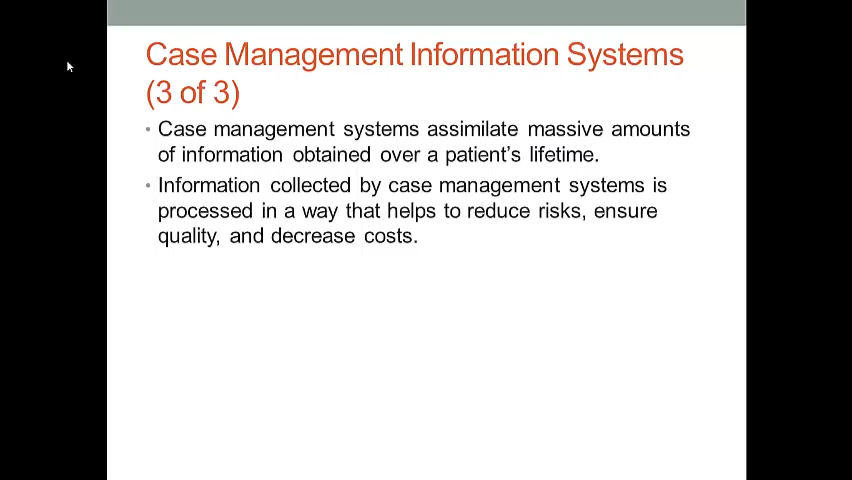 Case Management Information Systems
(3 of 3)
• Case management systems assimilate massive amounts
of information obtained over a patient’s lifetime.
• Information collected by case management systems is
processed in a way that helps to reduce risks, ensure
quality, and decrease costs.